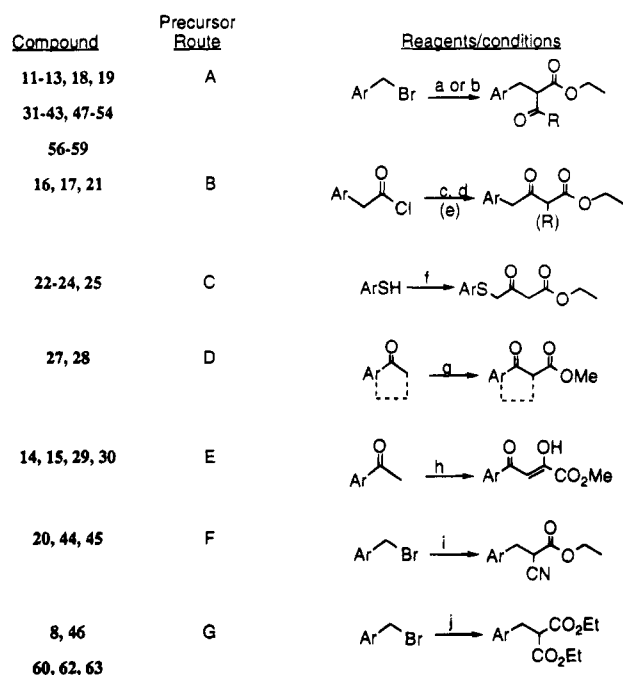 Precursor
Compound Route Reagents/conditions
11-13, 18, 19 A
31-43, 47-54
56-59
Ar Br a or b Ar O O O R
16, 17, 21 B
Ar O Cl c, d (e) Ar O O O (R)
22-24, 25 C
ArSH f ArS O O O
27, 28 D
Ar O g Ar O O OMe
14, 15, 29, 30 E
Ar O h Ar O OH CO2Me
20, 44, 45 F
Ar Br i Ar O O CN
8, 46 G
60, 62, 63
Ar Br j Ar CO2Et CO2Et